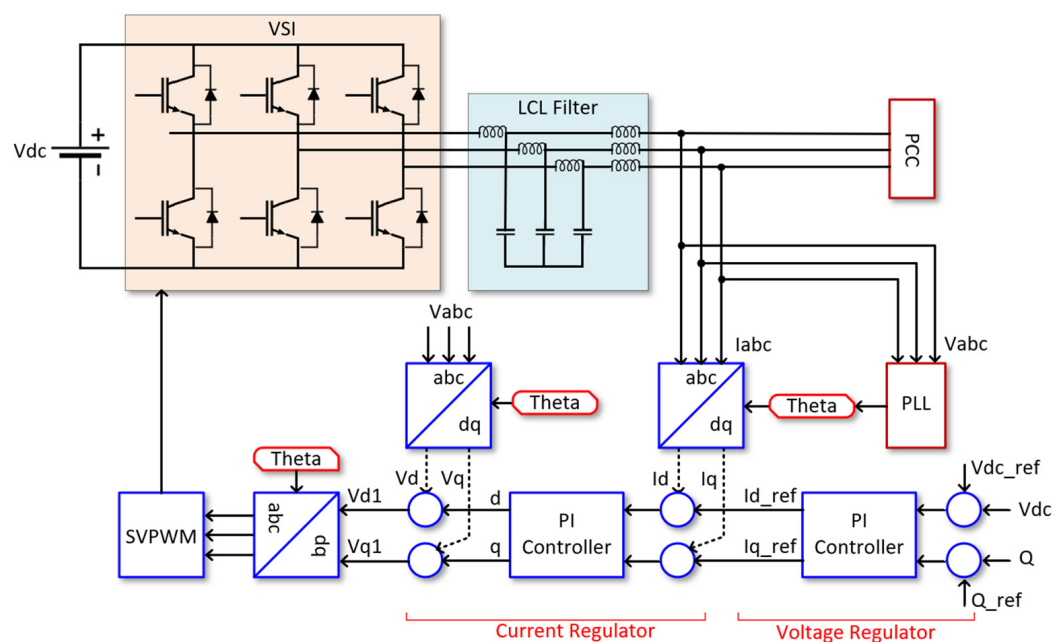 VSI
LCL Filter
+
Vdc
−
PCC
Vabc
Iabc
Vabc
abc
dq
Theta
abc
dq
Theta
PLL
Theta
Vd
Vq
Id
Iq
Vdc_ref
SVPWM
abc
dq
Vd1
Vq1
d
q
PI
Controller
Id_ref
Iq_ref
PI
Controller
Vdc
Q
Q_ref
Current Regulator
Voltage Regulator